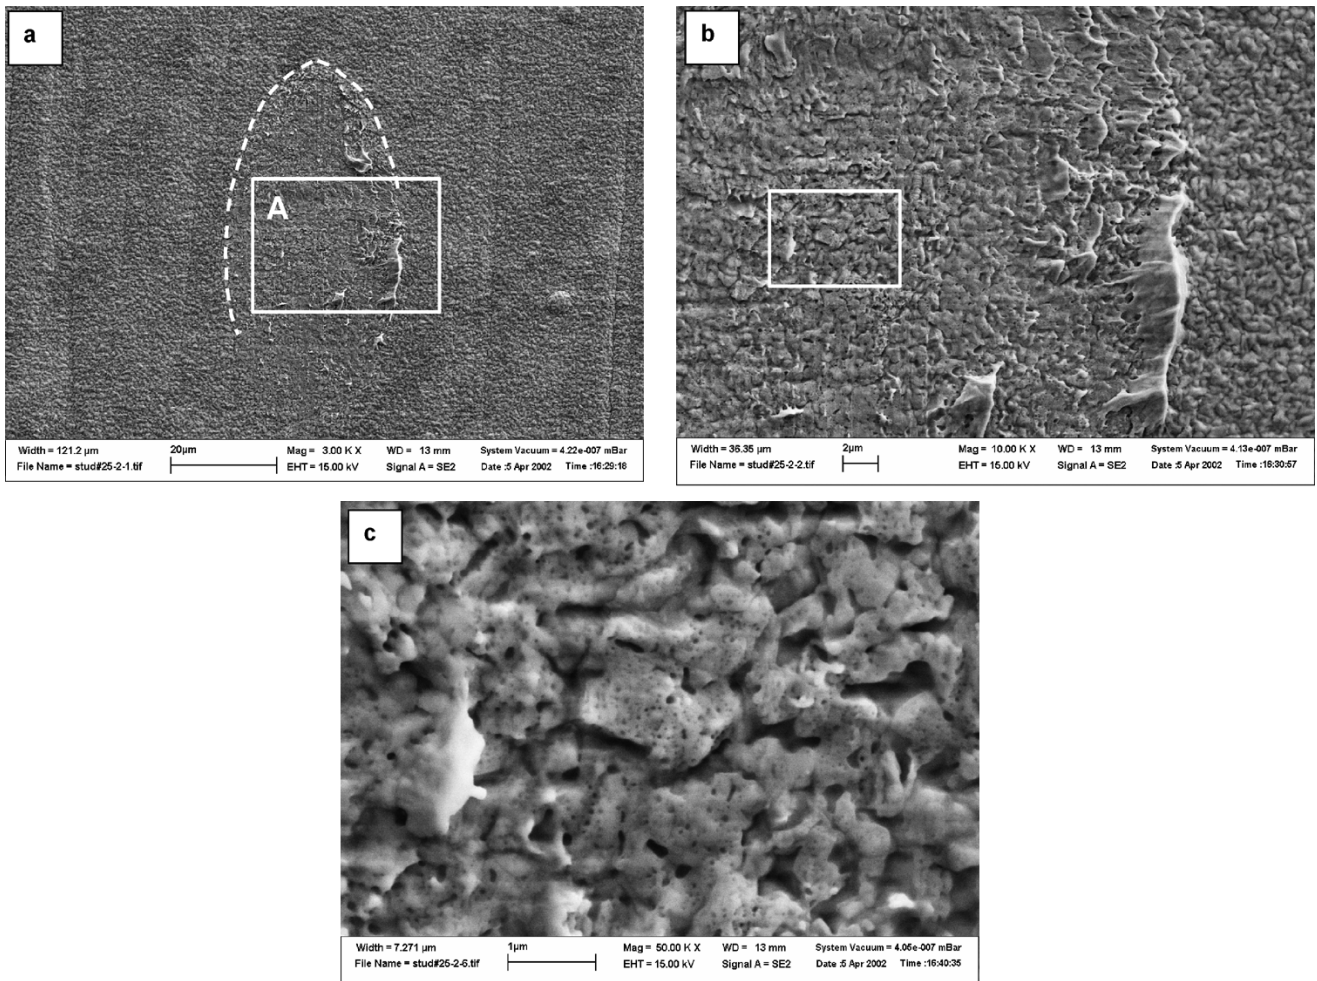 a
A
Width = 121.2 µm 20µm Mag = 3.00 K X WD = 13 mm System Vacuum = 4.22e-007 mBar
File Name = stud#25-2-1.tif EHT = 15.00 kV Signal A = SE2 Date :5 Apr 2002 Time :16:29:18
b
Width = 36.35 µm 2µm Mag = 10.00 K X WD = 13 mm System Vacuum = 4.13e-007 mBar
File Name = stud#25-2-2.tif EHT = 15.00 kV Signal A = SE2 Date :5 Apr 2002 Time :16:30:57
c
Width = 7.271 µm 1µm Mag = 50.00 K X WD = 13 mm System Vacuum = 4.06e-007 mBar
File Name = stud#25-2-6.tif EHT = 15.00 kV Signal A = SE2 Date :5 Apr 2002 Time :16:40:35